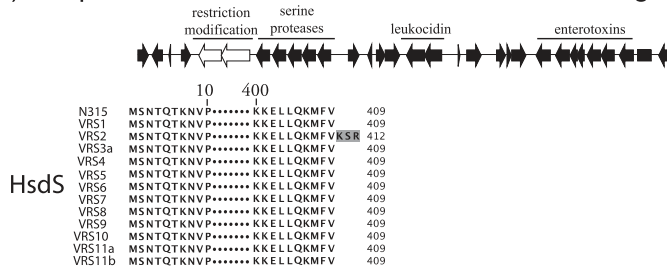 restriction modification
serine proteases
leukocidin
enterotoxins
10 400
N315 MSNTQTKNVP•••••••KKELLQKMFV 409
VRS1 MSNTQTKNVP•••••••KKELLQKMFV 409
VRS2 MSNTQTKNVP•••••••KKELLQKMFVKSR 412
VRS3a MSNTQTKNVP•••••••KKELLQKMFV 409
VRS4 MSNTQTKNVP•••••••KKELLQKMFV 409
VRS5 MSNTQTKNVP•••••••KKELLQKMFV 409
HsdS
VRS6 MSNTQTKNVP•••••••KKELLQKMFV 409
VRS7 MSNTQTKNVP•••••••KKELLQKMFV 409
VRS8 MSNTQTKNVP•••••••KKELLQKMFV 409
VRS9 MSNTQTKNVP•••••••KKELLQKMFV 409
VRS10 MSNTQTKNVP•••••••KKELLQKMFV 409
VRS11a MSNTQTKNVP•••••••KKELLQKMFV 409
VRS11b MSNTQTKNVP•••••••KKELLQKMFV 409